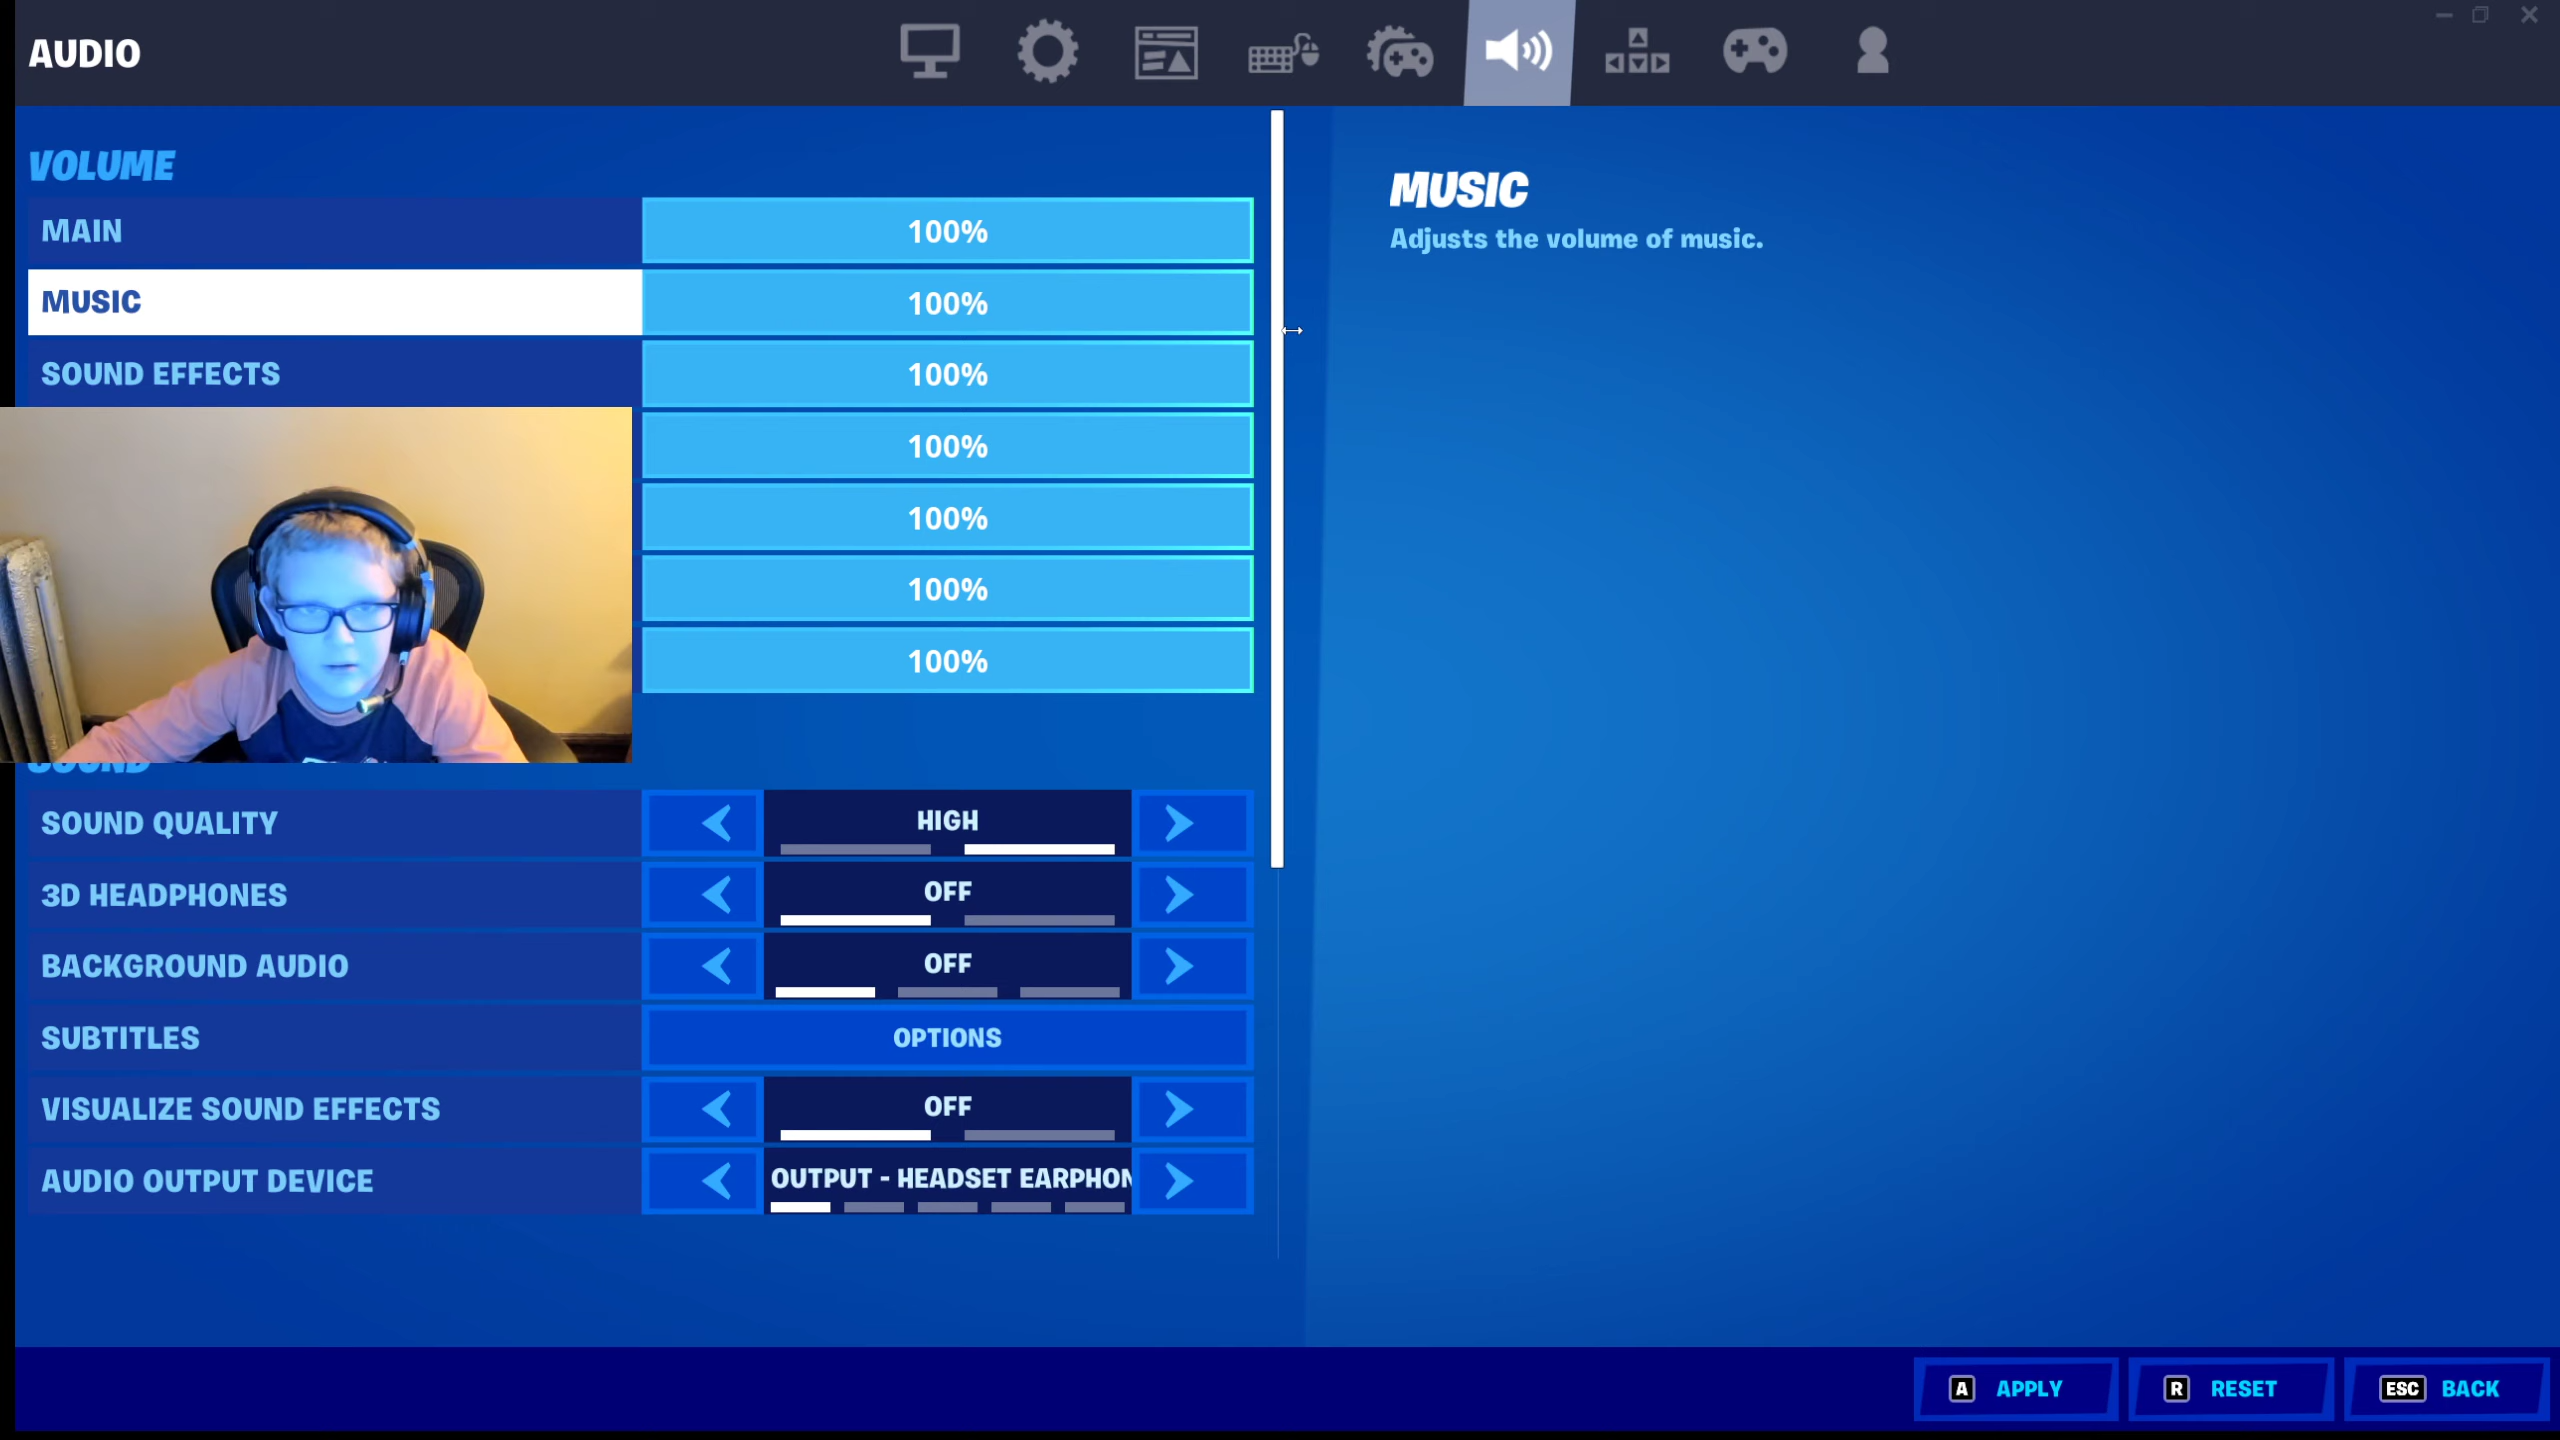 AUDIO
VOLUME
MAIN 100%
MUSIC 100%
SOUND EFFECTS 100%
100%
100%
100%
100%
SOUND
SOUND QUALITY HIGH
3D HEADPHONES OFF
BACKGROUND AUDIO OFF
SUBTITLES OPTIONS
VISUALIZE SOUND EFFECTS OFF
AUDIO OUTPUT DEVICE OUTPUT - HEADSET EARPHON
MUSIC
Adjusts the volume of music.
A APPLY R RESET ESC BACK